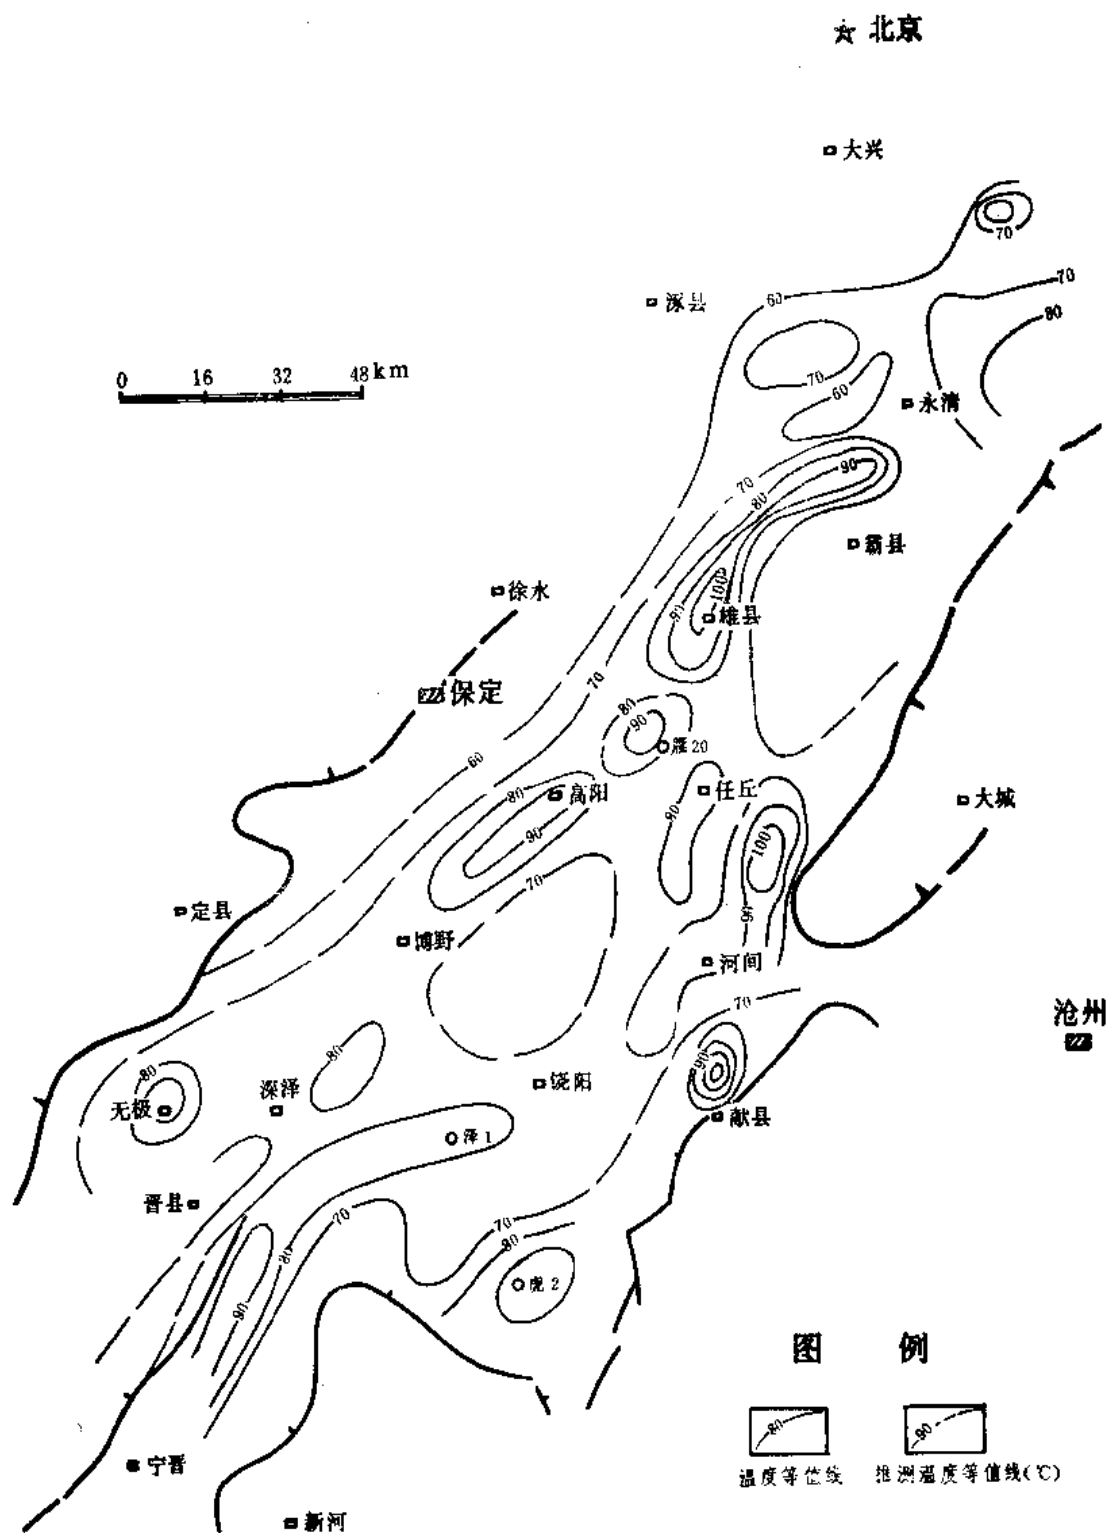 北京
大兴
70
涿县
60
70
80
0 16 32 48 km
70
60
永清
90
70
80
霸县
徐水
100
90
雄县
保定
70
80
90
雁20
60
80
高阳
任丘
80
大城
90
100
70
定县
博野
90
河间
70
沧州
80
80
90
深泽
饶阳
无极
献县
泽1
晋县
70
70
80
80
虎2
90
图 例
80
90
温度等值线
推测温度等值线(℃)
宁晋
新河